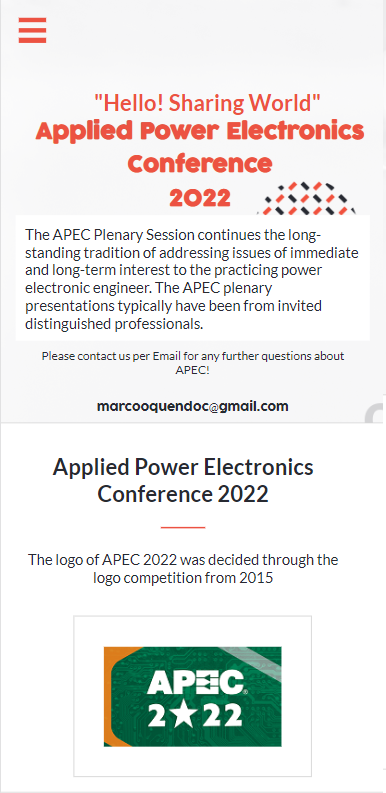 "Hello! Sharing World"
Applied Power Electronics
Conference
2022
The APEC Plenary Session continues the long-
standing tradition of addressing issues of immediate
and long-term interest to the practicing power
electronic engineer. The APEC plenary
presentations typically have been from invited
distinguished professionals.
Please contact us per Email for any further questions about
APEC!
marcooquendoc@gmail.com
Applied Power Electronics
Conference 2022
The logo of APEC 2022 was decided through the
logo competition from 2015
APEC®
2★22